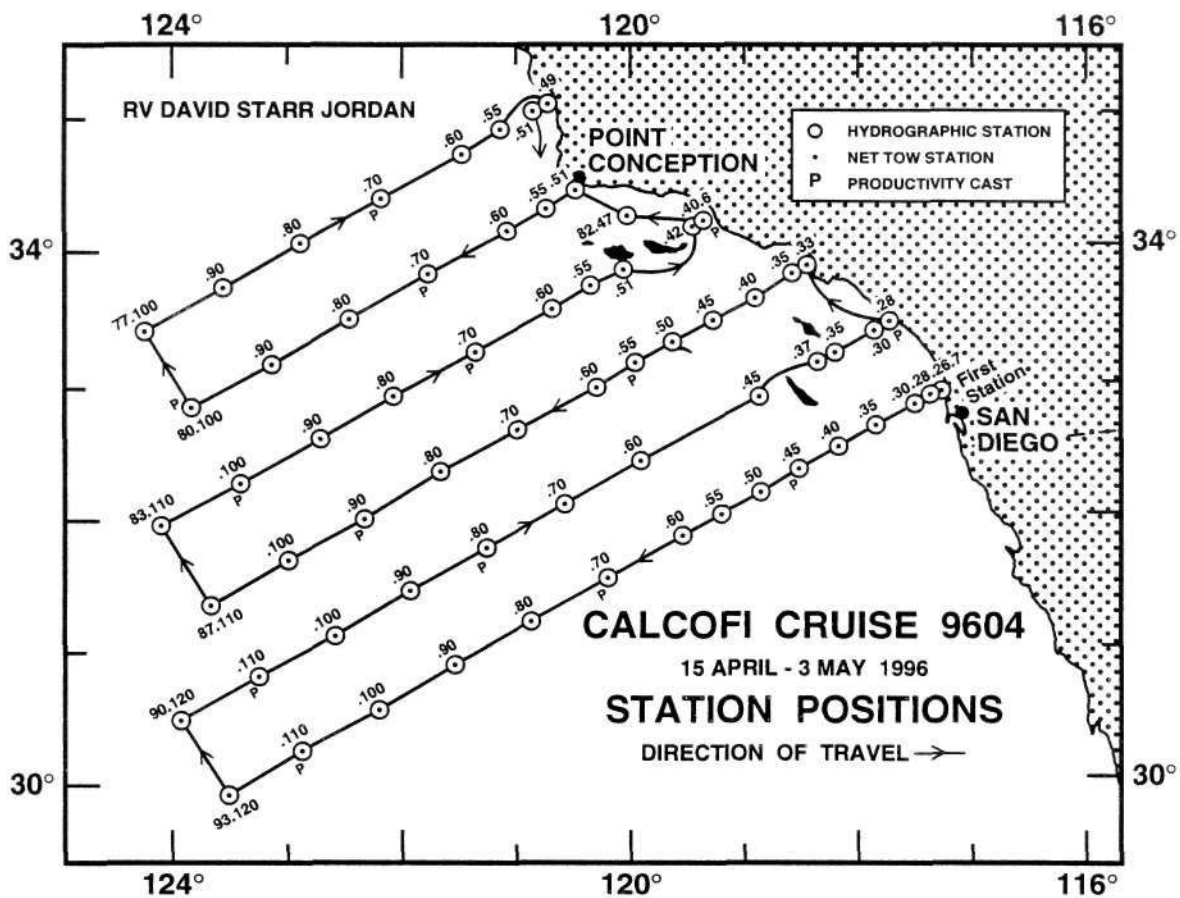 124°
120°
116°
RV DAVID STARR JORDAN
HYDROGRAPHIC STATION
NET TOW STATION
P PRODUCTIVITY CAST
POINT
CONCEPTION
34°
34°
77.100
.90
.80
.70
P
.60
.55
.51
.49
80.100
P
.90
.80
.70
P
.60
.55
.51
82.47
.42
.40.6
P
83.110
.100
P
.90
.80
.70
P
.60
.55
.51
87.110
.100
.90
P
.80
.70
.60
.55
P
.50
.45
.40
.35
.33
90.120
.110
P
.100
.90
.80
P
.70
.60
.45
.37
.35
.30
.28
P
93.120
.110
P
.100
.90
.80
.70
P
.60
.55
.50
.45
P
.40
.35
.30
.28
.26.7
First
Station
SAN
DIEGO
CALCOFI CRUISE 9604
15 APRIL - 3 MAY 1996
STATION POSITIONS
DIRECTION OF TRAVEL
30°
30°
124°
120°
116°